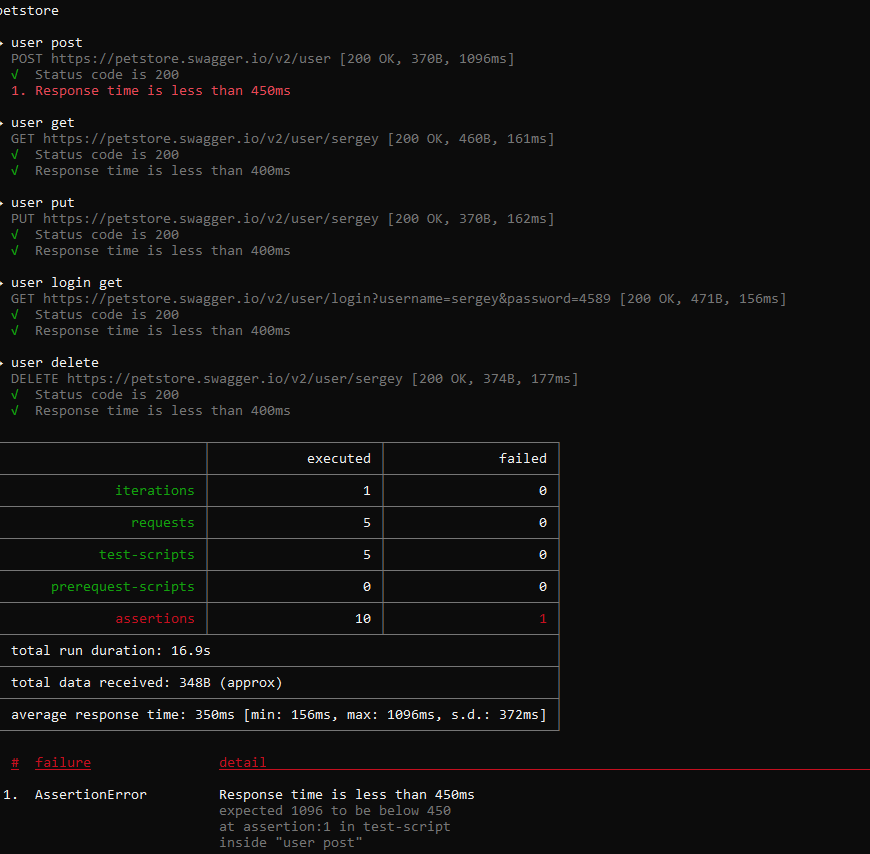 petstore
user post
POST https://petstore.swagger.io/v2/user [200 OK, 370B, 1096ms]
√ Status code is 200
1. Response time is less than 450ms
user get
GET https://petstore.swagger.io/v2/user/sergey [200 OK, 460B, 161ms]
√ Status code is 200
√ Response time is less than 400ms
user put
PUT https://petstore.swagger.io/v2/user/sergey [200 OK, 370B, 162ms]
√ Status code is 200
√ Response time is less than 400ms
user login get
GET https://petstore.swagger.io/v2/user/login?username=sergey&password=4589 [200 OK, 471B, 156ms]
√ Status code is 200
√ Response time is less than 400ms
user delete
DELETE https://petstore.swagger.io/v2/user/sergey [200 OK, 374B, 177ms]
√ Status code is 200
√ Response time is less than 400ms
executed failed
iterations 1 0
requests 5 0
test-scripts 5 0
prerequest-scripts 0 0
assertions 10 1
total run duration: 16.9s
total data received: 348B (approx)
average response time: 350ms [min: 156ms, max: 1096ms, s.d.: 372ms]
# failure detail
1. AssertionError Response time is less than 450ms
expected 1096 to be below 450
at assertion:1 in test-script
inside "user post"